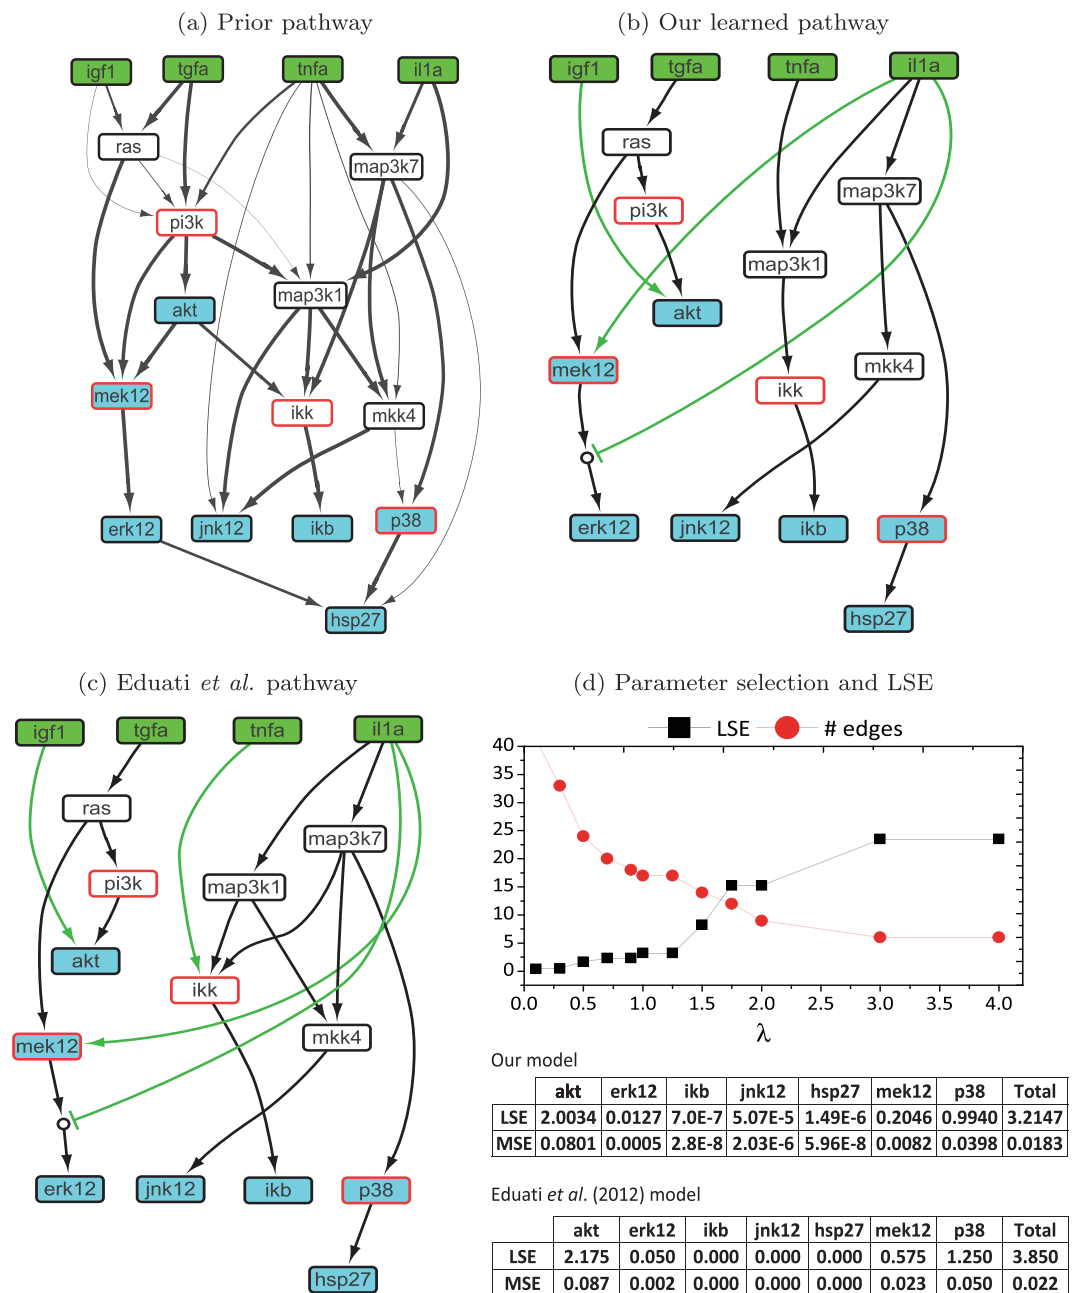 (a) Prior pathway
igf1
tgfa
tnfa
il1a
ras
map3k7
pi3k
map3k1
akt
mek12
ikk
mkk4
erk12
jnk12
ikb
p38
hsp27
(b) Our learned pathway
igf1
tgfa
tnfa
il1a
ras
map3k7
pi3k
map3k1
akt
mek12
mkk4
ikk
erk12
jnk12
ikb
p38
hsp27
(c) Eduati et al. pathway
igf1
tgfa
tnfa
il1a
ras
map3k7
pi3k
map3k1
akt
ikk
mek12
mkk4
erk12
jnk12
ikb
p38
hsp27
(d) Parameter selection and LSE
LSE # edges
40
35
30
25
20
15
10
5
0
0.0 0.5 1.0 1.5 2.0 2.5 3.0 3.5 4.0
λ
Our model
akt erk12 ikb jnk12 hsp27 mek12 p38 Total
LSE 2.0034 0.0127 7.0E-7 5.07E-5 1.49E-6 0.2046 0.9940 3.2147
MSE 0.0801 0.0005 2.8E-8 2.03E-6 5.96E-8 0.0082 0.0398 0.0183
Eduati et al. (2012) model
akt erk12 ikb jnk12 hsp27 mek12 p38 Total
LSE 2.175 0.050 0.000 0.000 0.000 0.575 1.250 3.850
MSE 0.087 0.002 0.000 0.000 0.000 0.023 0.050 0.022